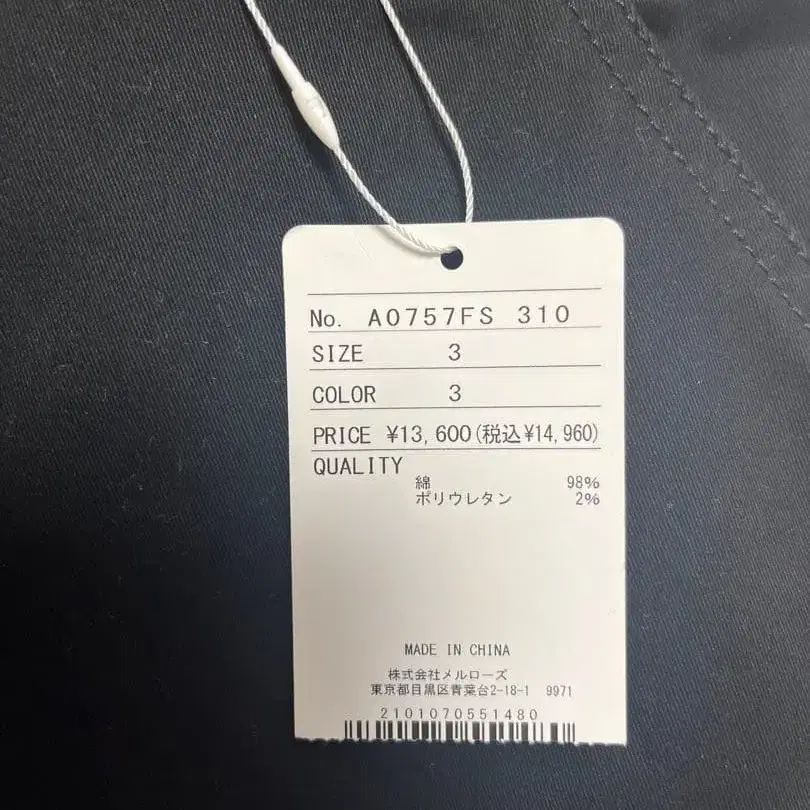 No. A0757FS 310
SIZE 3
COLOR 3
PRICE ¥13,600(税込¥14,960)
QUALITY
綿 98%
ポリウレタン 2%
MADE IN CHINA
株式会社メルローズ
東京都目黒区青葉台2-18-1 9971
2101070551480